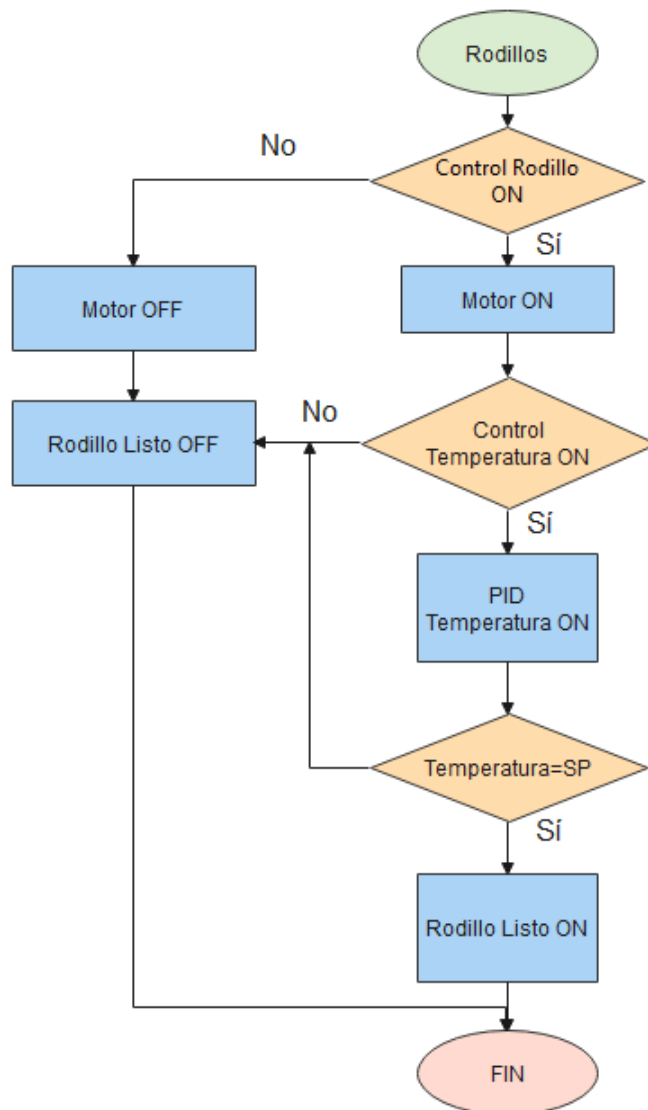 Rodillos
No
Control Rodillo
ON
Sí
Motor OFF
Motor ON
Rodillo Listo OFF
No
Control
Temperatura ON
Sí
PID
Temperatura ON
Temperatura=SP
Sí
Rodillo Listo ON
FIN